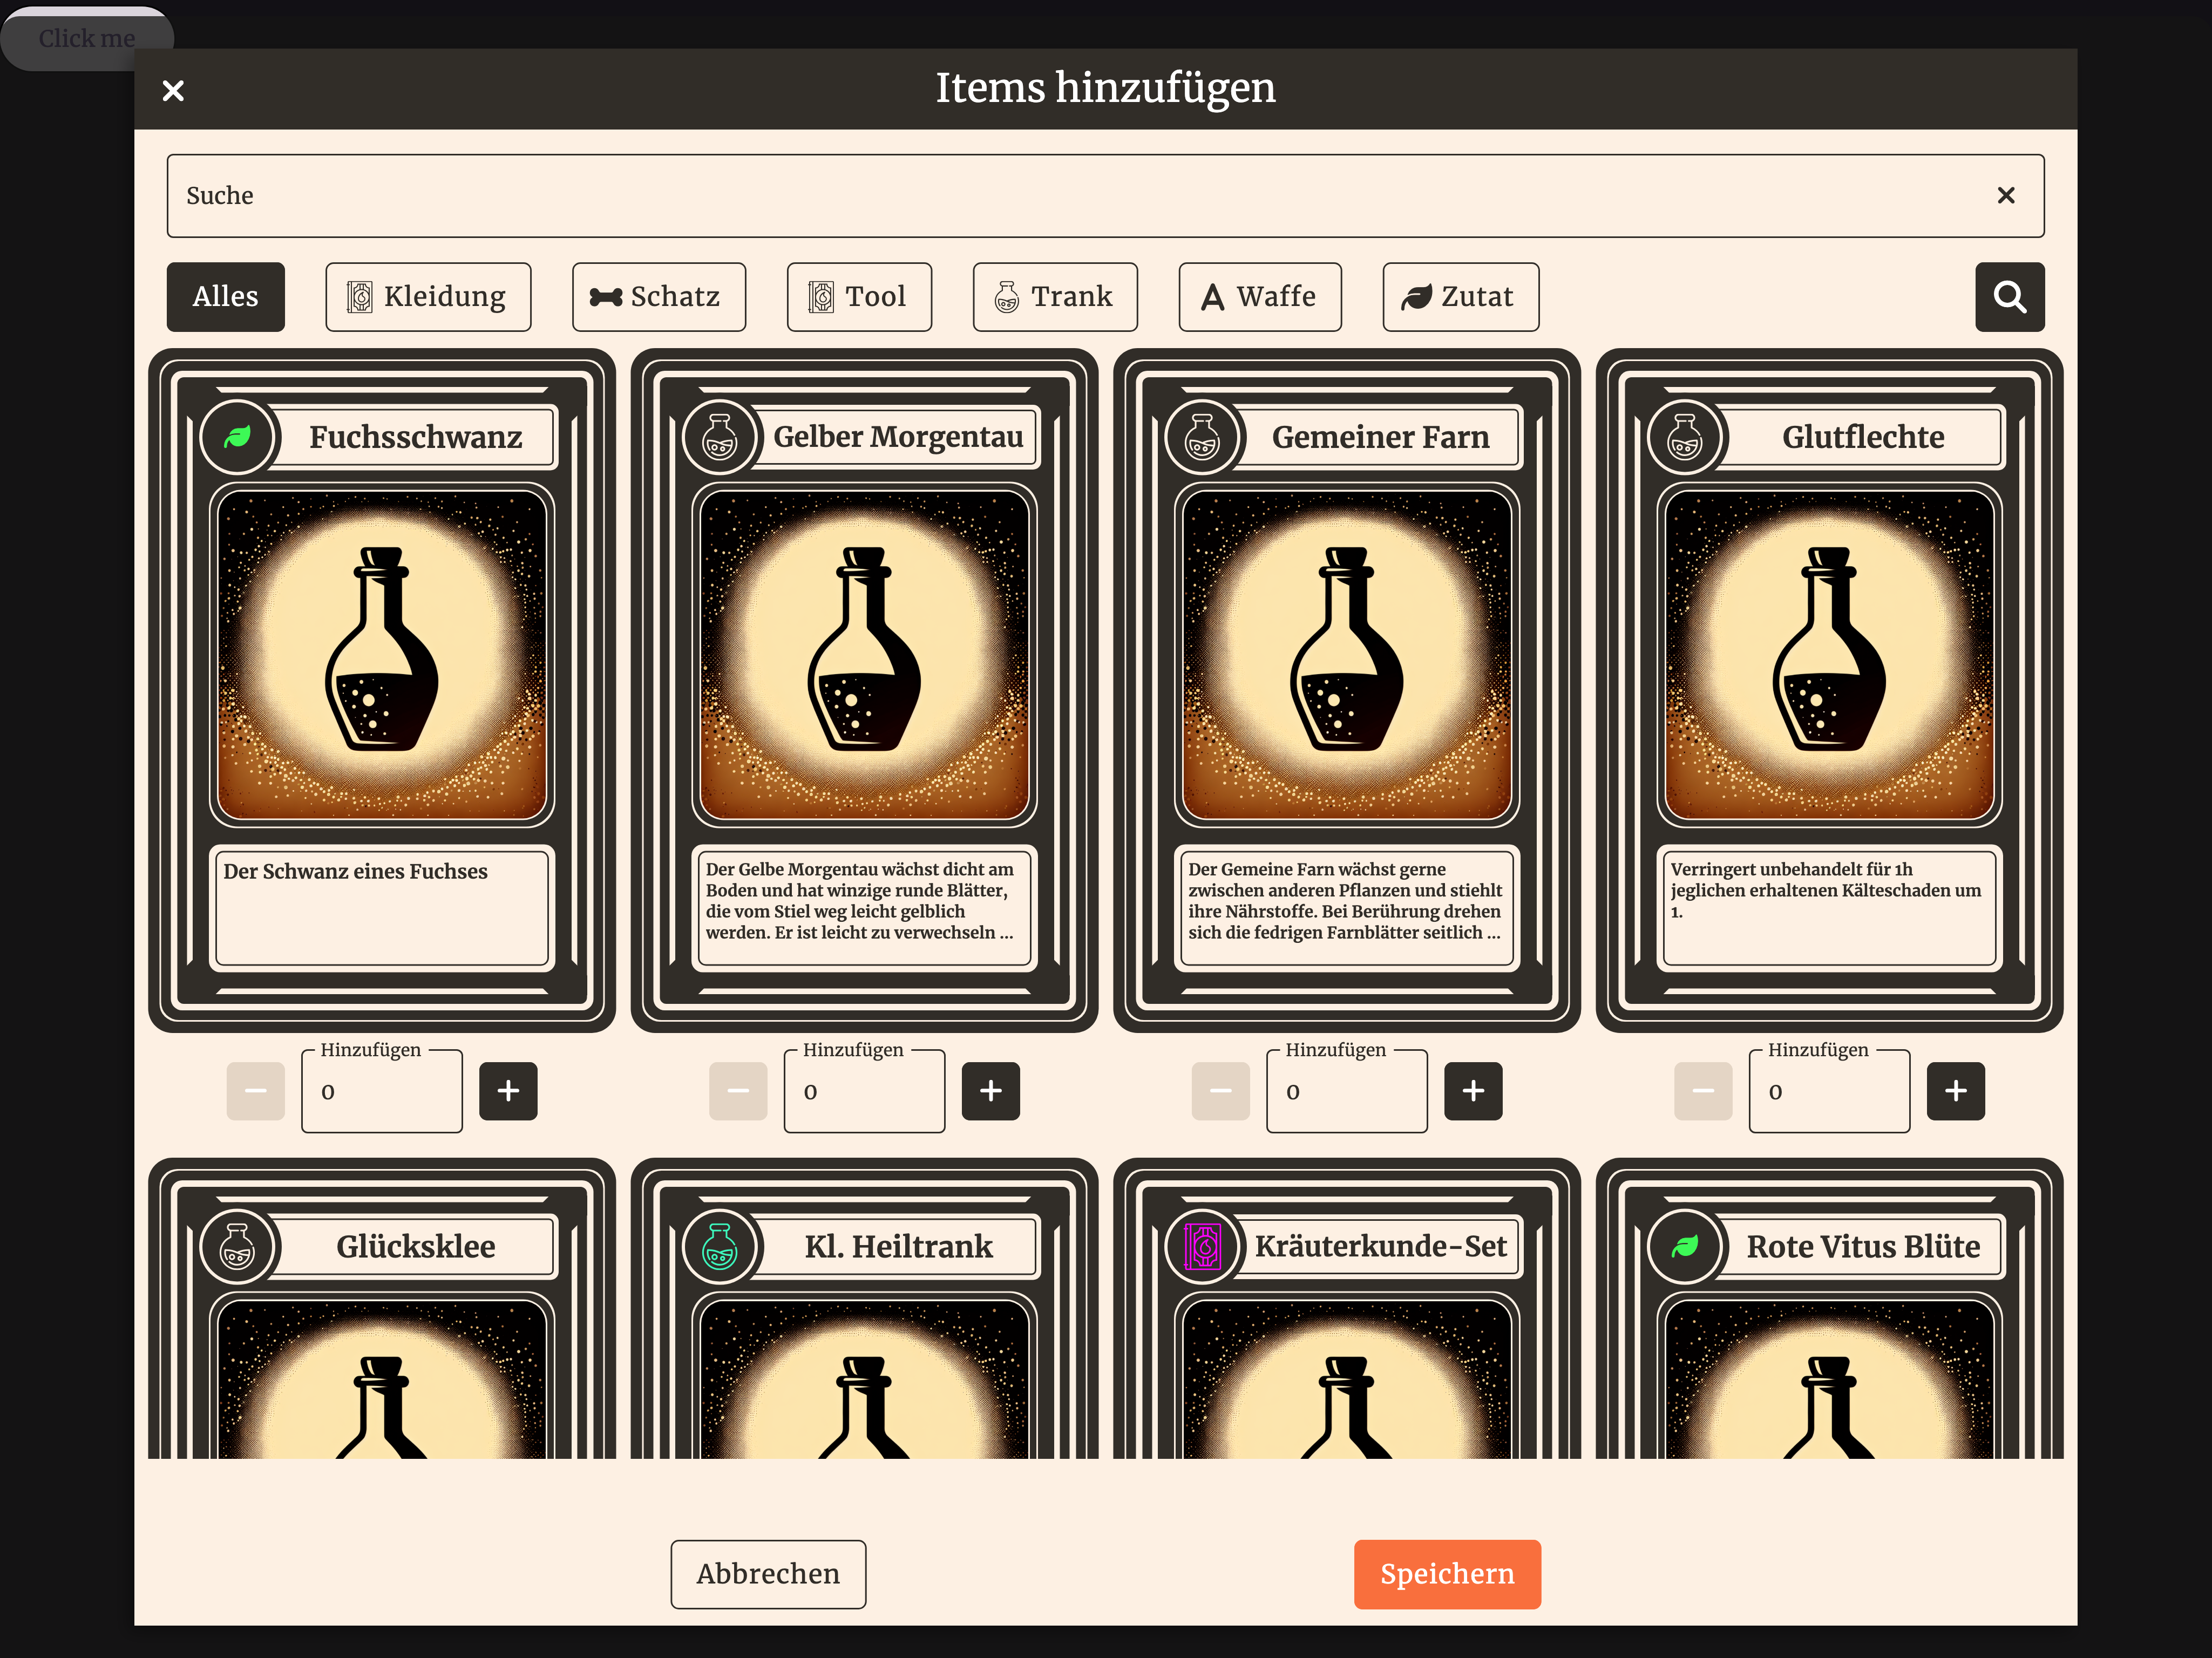 Click me
Items hinzufügen
Suche
Alles
Kleidung
Schatz
Tool
Trank
Waffe
Zutat
Fuchsschwanz
Der Schwanz eines Fuchses
Gelber Morgentau
Der Gelbe Morgentau wächst dicht am
Boden und hat winzige runde Blätter,
die vom Stiel weg leicht gelblich
werden. Er ist leicht zu verwechseln ...
Gemeiner Farn
Der Gemeine Farn wächst gerne
zwischen anderen Pflanzen und stiehlt
ihre Nährstoffe. Bei Berührung drehen
sich die fedrigen Farnblätter seitlich ...
Glutflechte
Verringert unbehandelt für 1h
jeglichen erhaltenen Kälteschaden um
1.
Hinzufügen
0
Hinzufügen
0
Hinzufügen
0
Hinzufügen
0
Glücksklee
Kl. Heiltrank
Kräuterkunde-Set
Rote Vitus Blüte
Abbrechen
Speichern